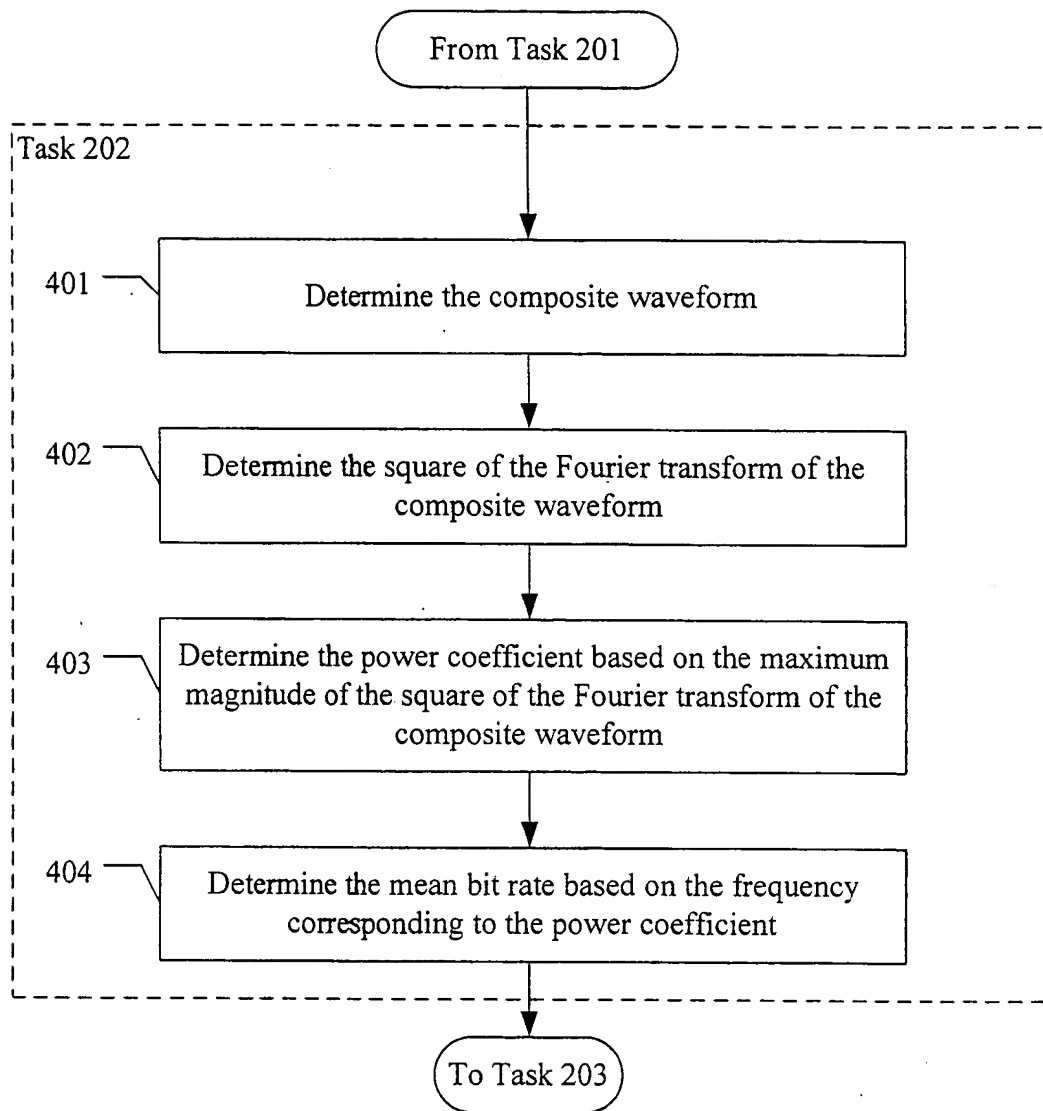 From Task 201
Task 202
401
Determine the composite waveform
402
Determine the square of the Fourier transform of the
composite waveform
403
Determine the power coefficient based on the maximum
magnitude of the square of the Fourier transform of the
composite waveform
404
Determine the mean bit rate based on the frequency
corresponding to the power coefficient
To Task 203